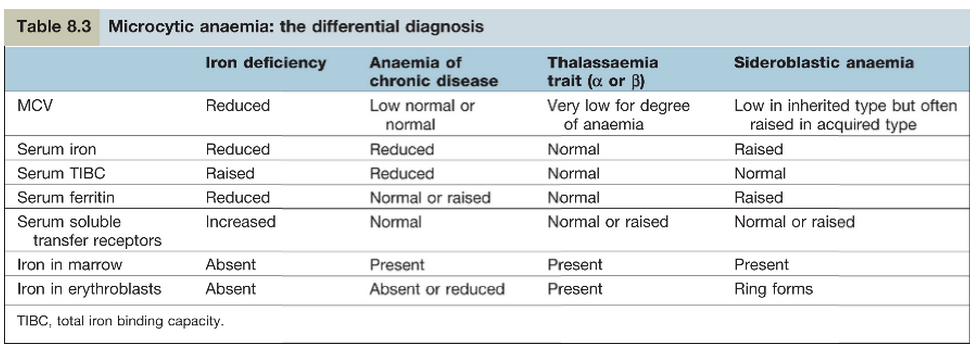 Table 8.3 Microcytic anaemia: the differential diagnosis
Iron deficiency Anaemia of chronic disease Thalassaemia trait (α or β) Sideroblastic anaemia
MCV Reduced Low normal or normal Very low for degree of anaemia Low in inherited type but often raised in acquired type
Serum iron Reduced Reduced Normal Raised
Serum TIBC Raised Reduced Normal Normal
Serum ferritin Reduced Normal or raised Normal Raised
Serum soluble transfer receptors Increased Normal Normal or raised Normal or raised
Iron in marrow Absent Present Present Present
Iron in erythroblasts Absent Absent or reduced Present Ring forms
TIBC, total iron binding capacity.